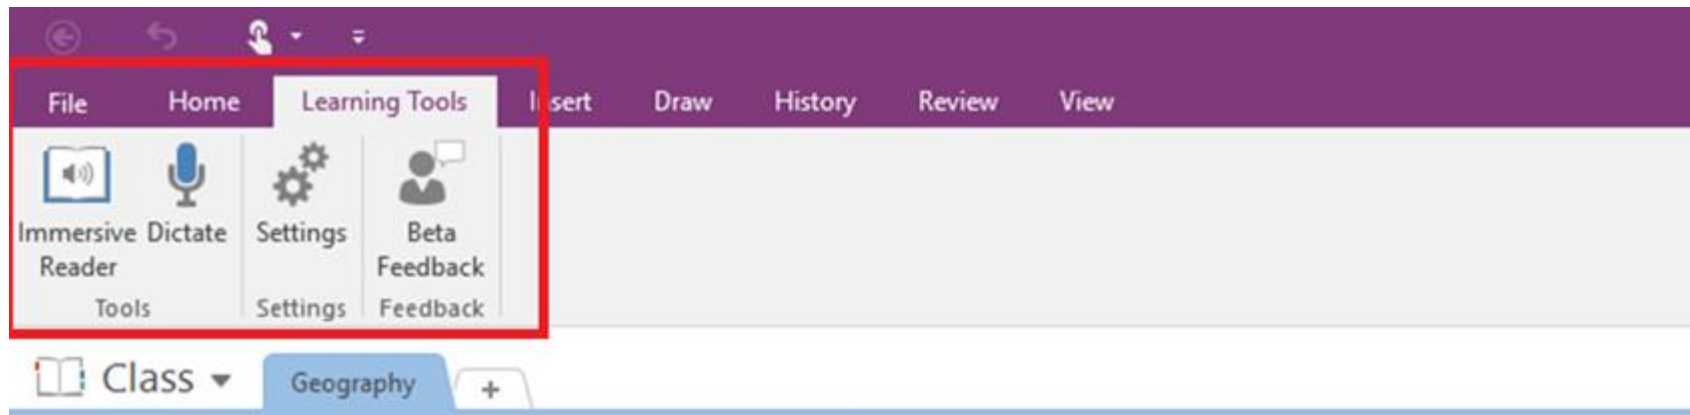 File Home Learning Tools Insert Draw History Review View
Immersive Reader Dictate Settings Beta Feedback
Tools Settings Feedback
Class Geography +